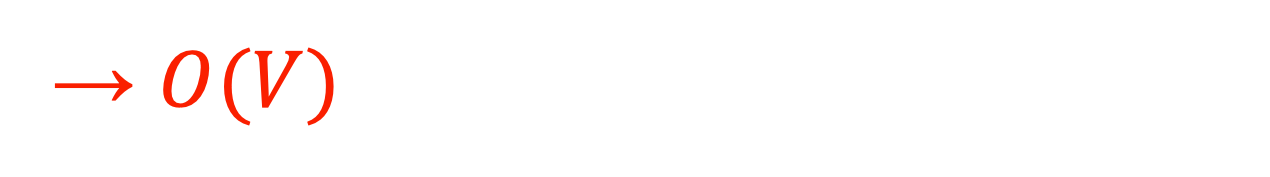 → O(V)